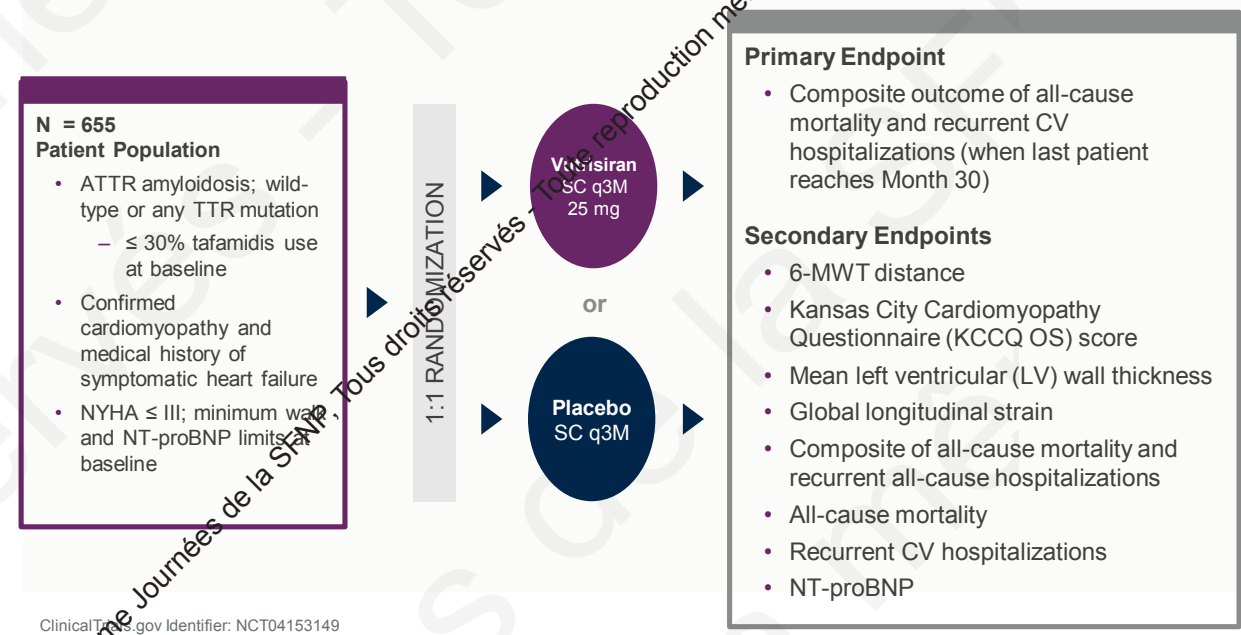 N = 655
Patient Population
• ATTR amyloidosis; wild-
type or any TTR mutation
– ≤ 30% tafamidis use
at baseline
• Confirmed
cardiomyopathy and
medical history of
symptomatic heart failure
• NYHA ≤ III; minimum walk
and NT-proBNP limits at
baseline
1:1 RANDOMIZATION
Vutrisiran
SC q3M
25 mg
or
Placebo
SC q3M
Primary Endpoint
• Composite outcome of all-cause
mortality and recurrent CV
hospitalizations (when last patient
reaches Month 30)
Secondary Endpoints
• 6-MWT distance
• Kansas City Cardiomyopathy
Questionnaire (KCCQ OS) score
• Mean left ventricular (LV) wall thickness
• Global longitudinal strain
• Composite of all-cause mortality and
recurrent all-cause hospitalizations
• All-cause mortality
• Recurrent CV hospitalizations
• NT-proBNP
ClinicalTrials.gov Identifier: NCT04153149
Journées de la SFNP, Tous droits réservés - Toute reproduction